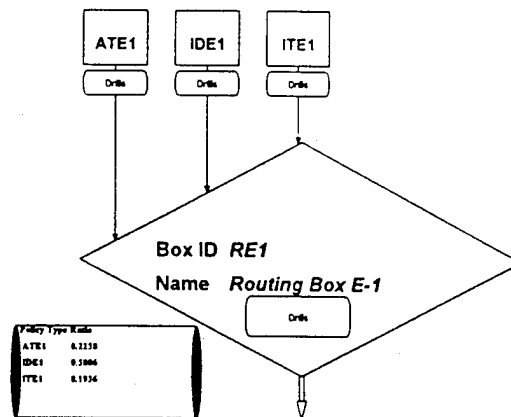 ATE1 IDE1 ITE1
Drills Drills Drills
Box ID RE1
Name Routing Box E-1
Drills
Policy Type Ratio
ATE1 0.2258
IDE1 0.5806
ITE1 0.1936